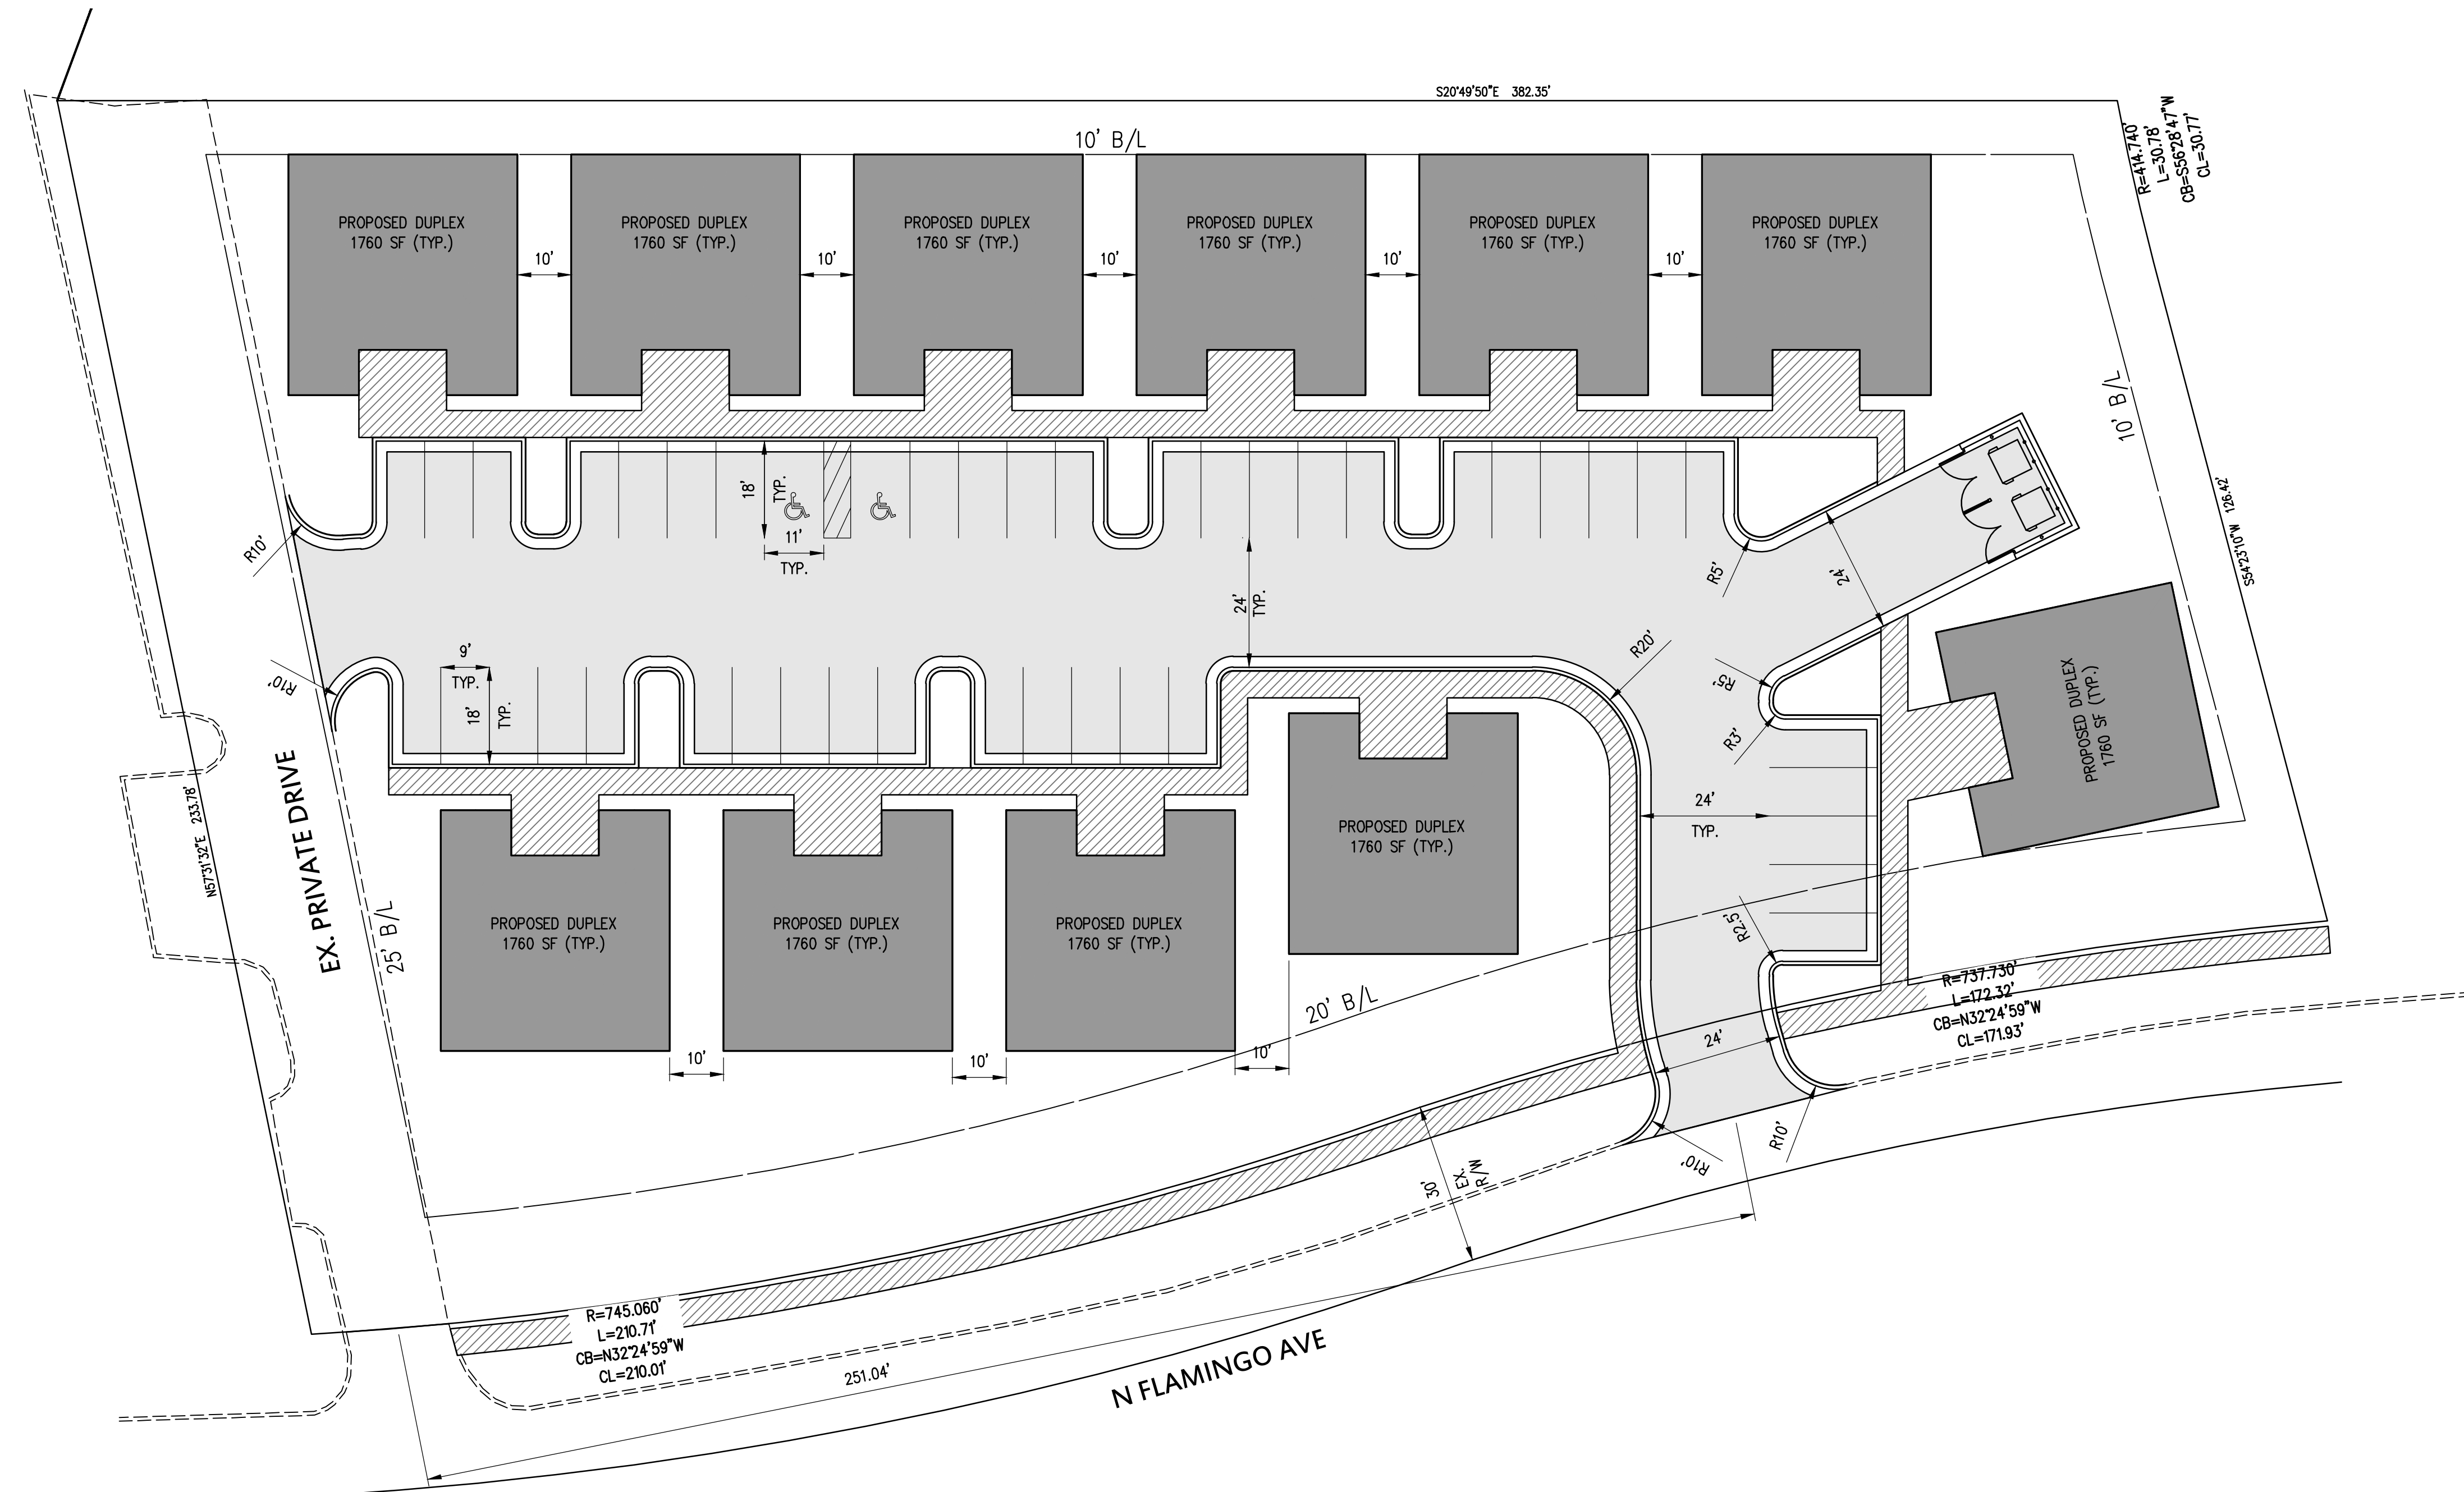 S20°49'50"E 382.35'
10' B/L
R=414.740'
L=30.78'
CB=S56°28'47"W
CL=30.77'
PROPOSED DUPLEX
1760 SF (TYP.)
PROPOSED DUPLEX
1760 SF (TYP.)
PROPOSED DUPLEX
1760 SF (TYP.)
PROPOSED DUPLEX
1760 SF (TYP.)
PROPOSED DUPLEX
1760 SF (TYP.)
PROPOSED DUPLEX
1760 SF (TYP.)
10'
10'
10'
10'
10'
10' B/L
S54°23'10"W 126.42'
18'
TYP.
11'
TYP.
R10'
R5'
24'
24'
TYP.
9'
TYP.
18'
TYP.
R10'
R20'
R5'
R3'
PROPOSED DUPLEX
1760 SF (TYP.)
EX. PRIVATE DRIVE
N57°31'32"E 233.78'
25' B/L
24'
TYP.
PROPOSED DUPLEX
1760 SF (TYP.)
PROPOSED DUPLEX
1760 SF (TYP.)
PROPOSED DUPLEX
1760 SF (TYP.)
PROPOSED DUPLEX
1760 SF (TYP.)
R2.5'
20' B/L
10'
10'
10'
24'
R=737.730'
L=172.32'
CB=N32°24'59"W
CL=171.93'
R10'
R10'
30'
EX.
R/W
R=745.060'
L=210.71'
CB=N32°24'59"W
CL=210.01'
251.04'
N FLAMINGO AVE